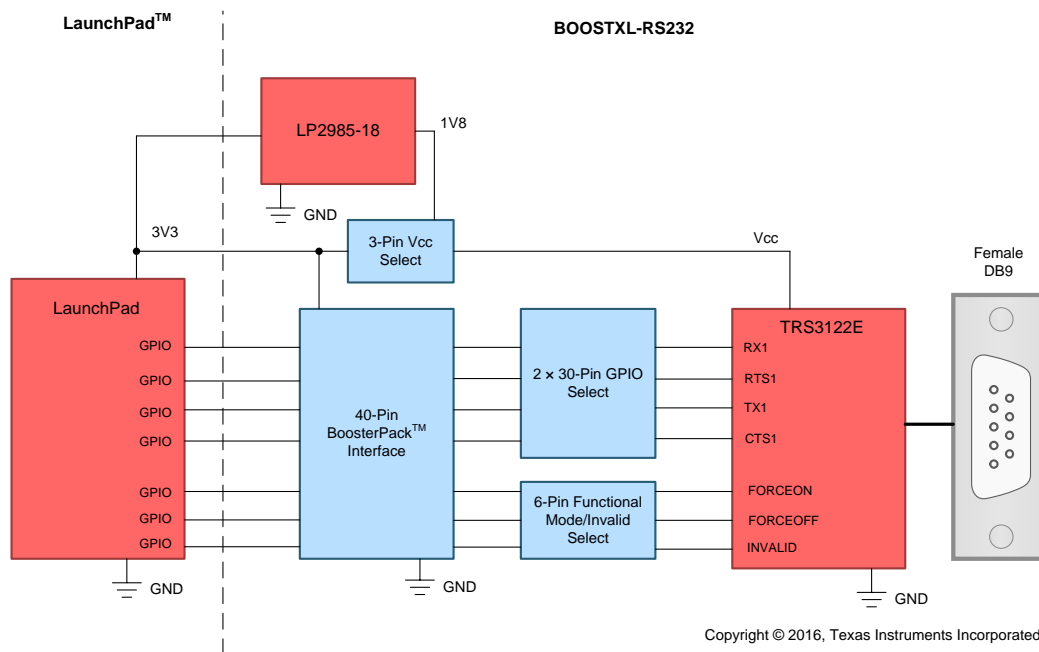 LaunchPad™
BOOSTXL-RS232
LP2985-18
1V8
GND
3V3
3-Pin Vcc
Select
Vcc
Female
DB9
LaunchPad
GPIO
GPIO
GPIO
GPIO
GPIO
GPIO
GPIO
GND
40-Pin
BoosterPack™
Interface
GND
2 × 30-Pin GPIO
Select
6-Pin Functional
Mode/Invalid
Select
TRS3122E
RX1
RTS1
TX1
CTS1
FORCEON
FORCEOFF
INVALID
GND
Copyright © 2016, Texas Instruments Incorporated